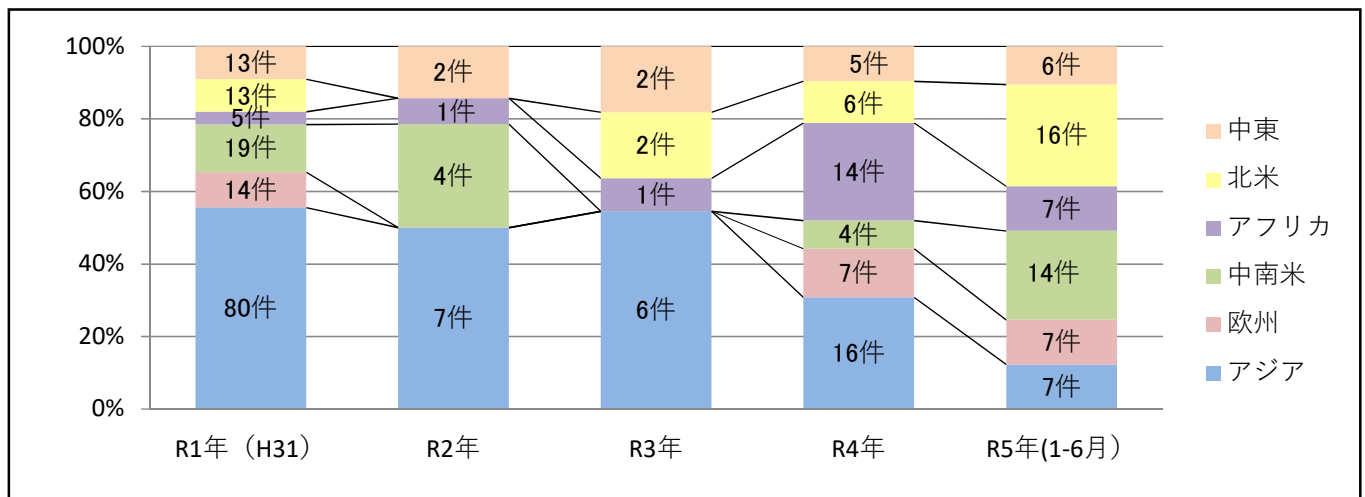 100%
80%
60%
40%
20%
0%
13件
13件
5件
19件
14件
80件
2件
1件
4件
7件
2件
2件
1件
6件
5件
6件
14件
4件
7件
16件
6件
16件
7件
14件
7件
7件
R1年（H31）
R2年
R3年
R4年
R5年(1-6月）
中東
北米
アフリカ
中南米
欧州
アジア